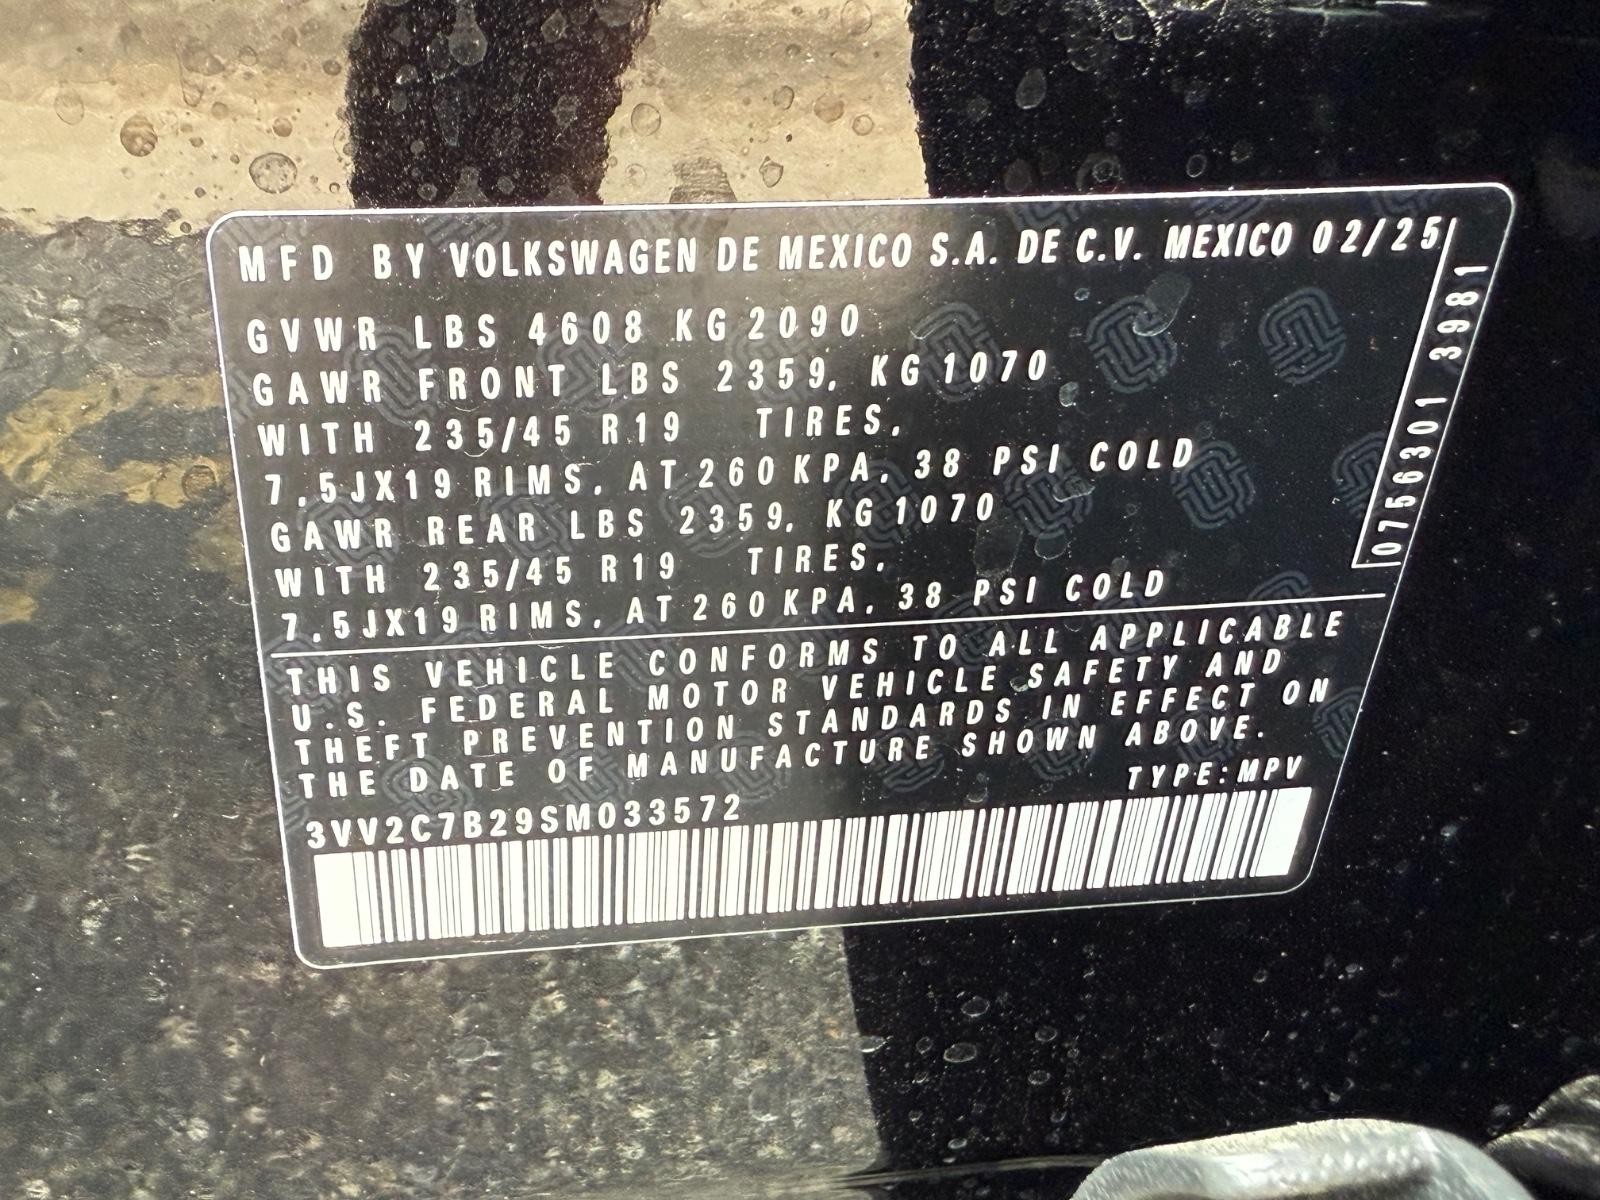 MFD BY VOLKSWAGEN DE MEXICO S.A. DE C.V. MEXICO 02/25
GVWR LBS 4608 KG 2090
GAWR FRONT LBS 2359, KG 1070
WITH 235/45 R19 TIRES,
7.5JX19 RIMS, AT 260 KPA, 38 PSI COLD
GAWR REAR LBS 2359, KG 1070
WITH 235/45 R19 TIRES,
7.5JX19 RIMS, AT 260 KPA, 38 PSI COLD
0756301 3981
THIS VEHICLE CONFORMS TO ALL APPLICABLE
U.S. FEDERAL MOTOR VEHICLE SAFETY AND
THEFT PREVENTION STANDARDS IN EFFECT ON
THE DATE OF MANUFACTURE SHOWN ABOVE.
TYPE:MPV
3VV2C7B29SM033572